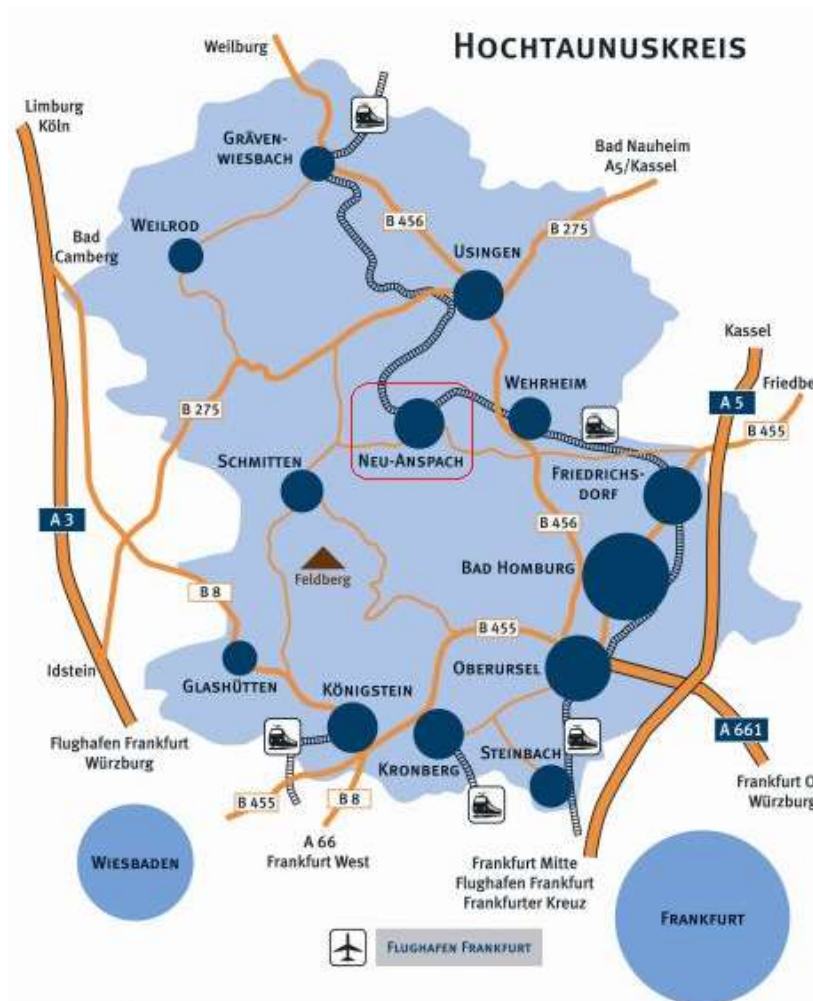 Hochtaunuskreis
Weilburg
Limburg
Köln
Bad Nauheim
A5/Kassel
Gräven-
wiesbach
Weilrod
B 456
Usingen
B 275
Bad
Camberg
Kassel
Friedbe
A 5
B 455
Wehrheim
B 275
Neu-Anspach
Schmitten
Friedrichs-
dorf
A 3
B 456
Feldberg
Bad Homburg
B 8
B 455
Idstein
Glashütten
Oberursel
Königstein
Flughafen Frankfurt
Würzburg
A 661
Steinbach
Kronberg
Frankfurt O
Würzburg
B 455
B 8
A 66
Frankfurt West
Wiesbaden
Frankfurt Mitte
Flughafen Frankfurt
Frankfurter Kreuz
Frankfurt
Flughafen Frankfurt